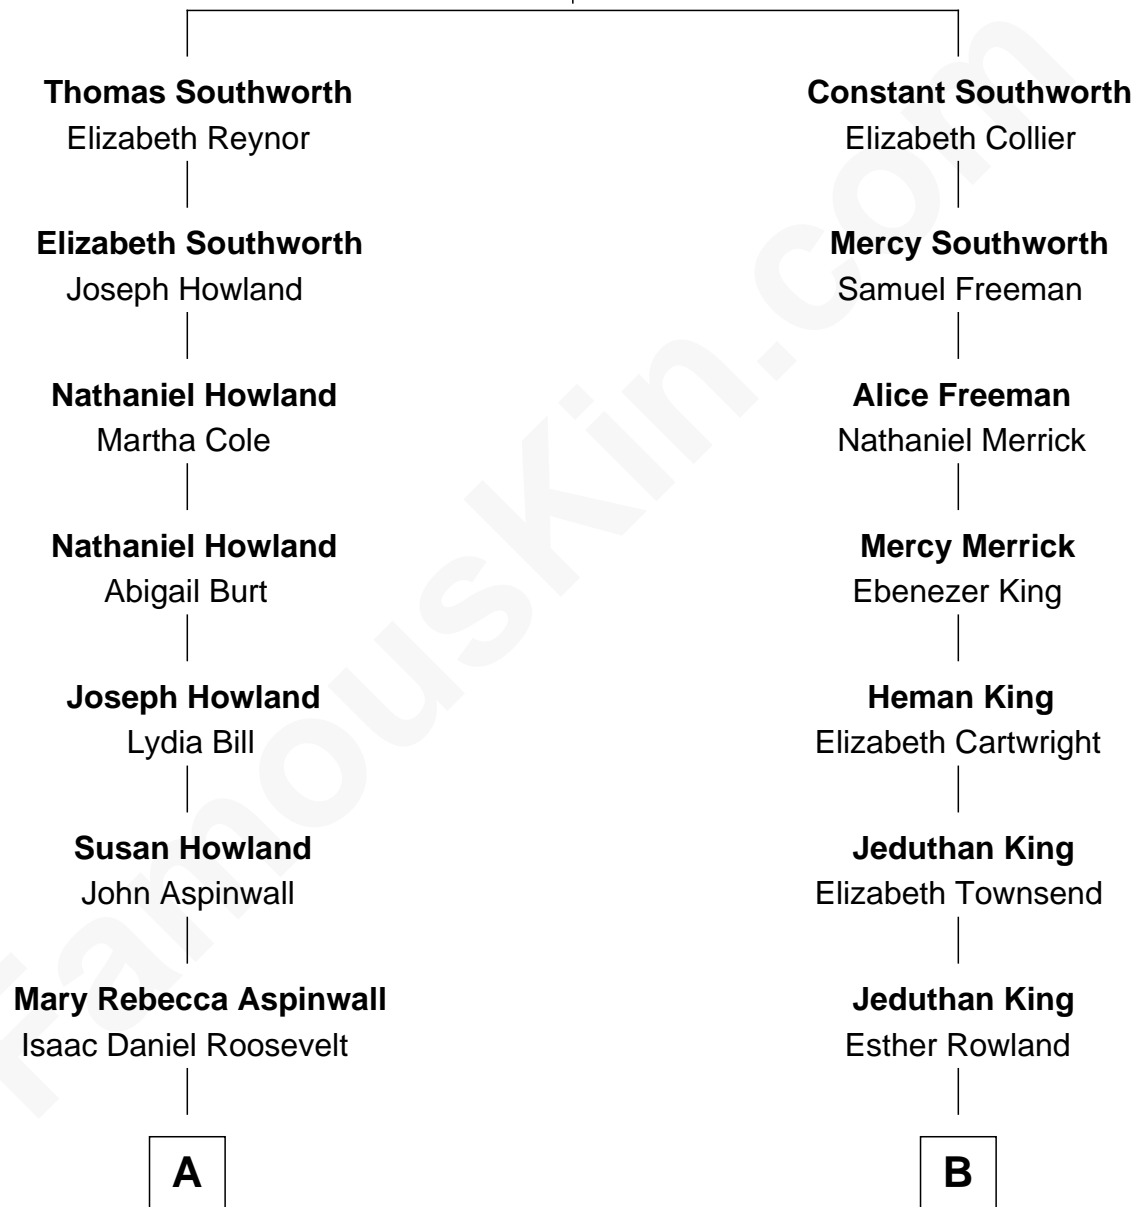 Thomas Southworth
Elizabeth Reynor
Elizabeth Southworth
Joseph Howland
Nathaniel Howland
Martha Cole
Nathaniel Howland
Abigail Burt
Joseph Howland
Lydia Bill
Susan Howland
John Aspinwall
Mary Rebecca Aspinwall
Isaac Daniel Roosevelt
A
Constant Southworth
Elizabeth Collier
Mercy Southworth
Samuel Freeman
Alice Freeman
Nathaniel Merrick
Mercy Merrick
Ebenezer King
Heman King
Elizabeth Cartwright
Jeduthan King
Elizabeth Townsend
Jeduthan King
Esther Rowland
B
FamousKin.com